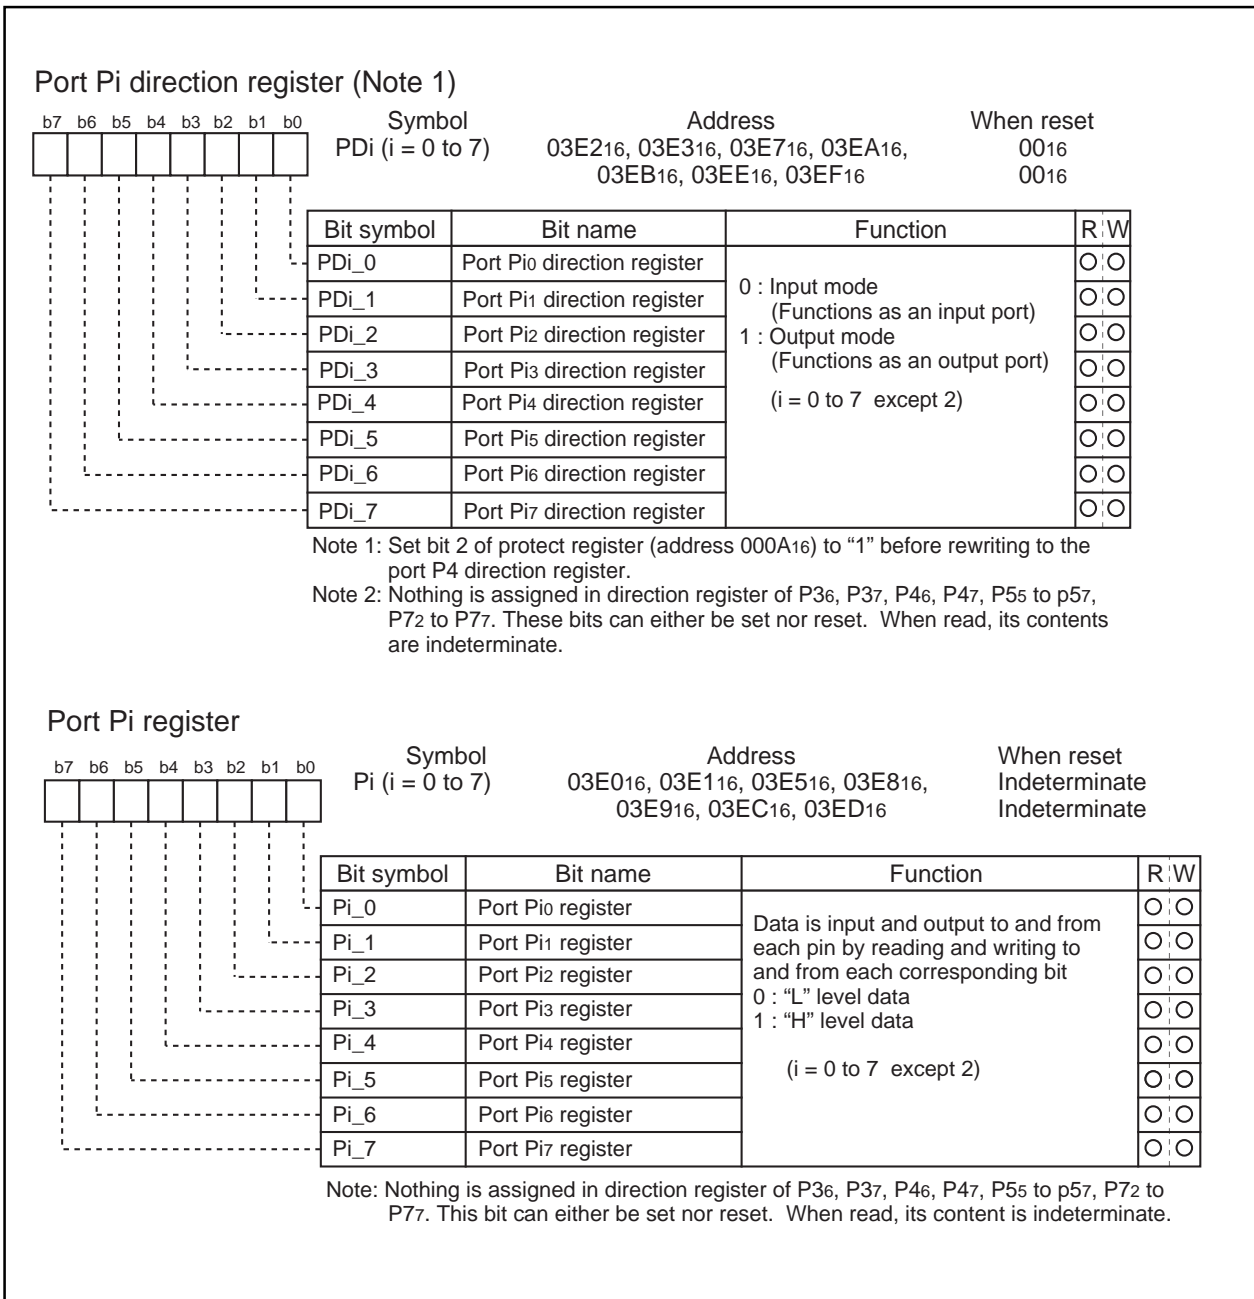 Port Pi direction register (Note 1)
b7 b6 b5 b4 b3 b2 b1 b0
Symbol Address When reset
PDi (i = 0 to 7) 03E216, 03E316, 03E716, 03EA16, 0016
03EB16, 03EE16, 03EF16 0016
Bit symbol Bit name Function R W
PDi_0 Port Pi0 direction register
PDi_1 Port Pi1 direction register
PDi_2 Port Pi2 direction register
PDi_3 Port Pi3 direction register
PDi_4 Port Pi4 direction register
PDi_5 Port Pi5 direction register
PDi_6 Port Pi6 direction register
PDi_7 Port Pi7 direction register
0 : Input mode
(Functions as an input port)
1 : Output mode
(Functions as an output port)
(i = 0 to 7 except 2)
Note 1: Set bit 2 of protect register (address 000A16) to “1” before rewriting to the
port P4 direction register.
Note 2: Nothing is assigned in direction register of P36, P37, P46, P47, P55 to p57,
P72 to P77. These bits can either be set nor reset. When read, its contents
are indeterminate.
Port Pi register
b7 b6 b5 b4 b3 b2 b1 b0
Symbol Address When reset
Pi (i = 0 to 7) 03E016, 03E116, 03E516, 03E816, Indeterminate
03E916, 03EC16, 03ED16 Indeterminate
Bit symbol Bit name Function R W
Pi_0 Port Pi0 register
Pi_1 Port Pi1 register
Pi_2 Port Pi2 register
Pi_3 Port Pi3 register
Pi_4 Port Pi4 register
Pi_5 Port Pi5 register
Pi_6 Port Pi6 register
Pi_7 Port Pi7 register
Data is input and output to and from
each pin by reading and writing to
and from each corresponding bit
0 : “L” level data
1 : “H” level data
(i = 0 to 7 except 2)
Note: Nothing is assigned in direction register of P36, P37, P46, P47, P55 to p57, P72 to
P77. This bit can either be set nor reset. When read, its content is indeterminate.